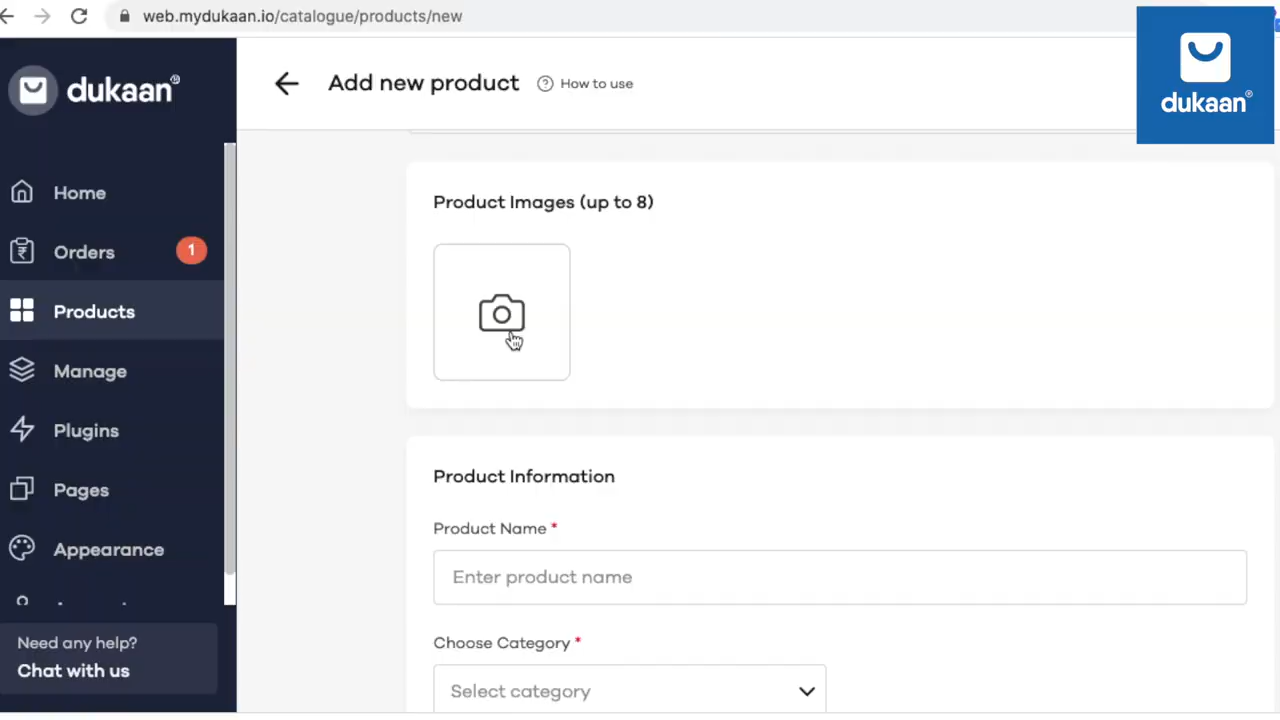 web.mydukaan.io/catalogue/products/new
dukaan®
Add new product
How to use
dukaan®
Home
Orders
1
Products
Manage
Plugins
Pages
Appearance
Need any help?
Chat with us
Product Images (up to 8)
Product Information
Product Name *
Enter product name
Choose Category *
Select category